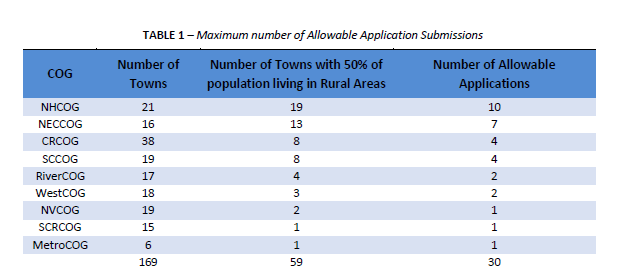 TABLE 1 – Maximum number of Allowable Application Submissions
COG Number of Towns Number of Towns with 50% of population living in Rural Areas Number of Allowable Applications
NHCOG 21 19 10
NECCOG 16 13 7
CRCOG 38 8 4
SCCOG 19 8 4
RiverCOG 17 4 2
WestCOG 18 3 2
NVCOG 19 2 1
SCRCOG 15 1 1
MetroCOG 6 1 1
169 59 30